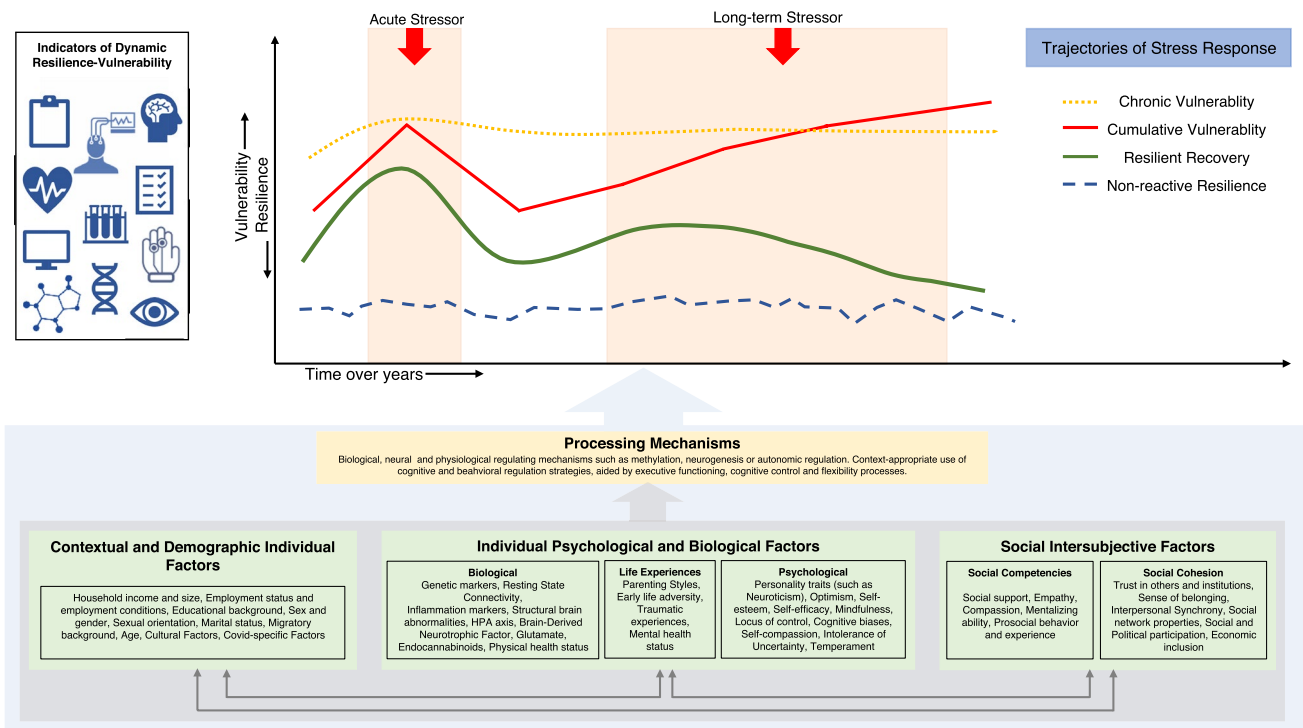 Acute Stressor
Long-term Stressor
Indicators of Dynamic
Resilience-Vulnerability
Vulnerability
Resilience
Time over years
Trajectories of Stress Response
Chronic Vulnerablity
Cumulative Vulnerablity
Resilient Recovery
Non-reactive Resilience
Processing Mechanisms
Biological, neural and physiological regulating mechanisms such as methylation, neurogenesis or autonomic regulation. Context-appropriate use of
cognitive and beahvioral regulation strategies, aided by executive functioning, cognitive control and flexibility processes.
Contextual and Demographic Individual
Factors
Household income and size, Employment status and
employment conditions, Educational background, Sex and
gender, Sexual orientation, Marital status, Migratory
background, Age, Cultural Factors, Covid-specific Factors
Individual Psychological and Biological Factors
Biological
Genetic markers, Resting State
Connectivity,
Inflammation markers, Structural brain
abnormalities, HPA axis, Brain-Derived
Neurotrophic Factor, Glutamate,
Endocannabinoids, Physical health status
Life Experiences
Parenting Styles,
Early life adversity,
Traumatic
experiences,
Mental health
status
Psychological
Personality traits (such as
Neuroticism), Optimism, Self-
esteem, Self-efficacy, Mindfulness,
Locus of control, Cognitive biases,
Self-compassion, Intolerance of
Uncertainty, Temperament
Social Intersubjective Factors
Social Competencies
Social support, Empathy,
Compassion, Mentalizing
ability, Prosocial behavior
and experience
Social Cohesion
Trust in others and institutions,
Sense of belonging,
Interpersonal Synchrony, Social
network properties, Social and
Political participation, Economic
inclusion